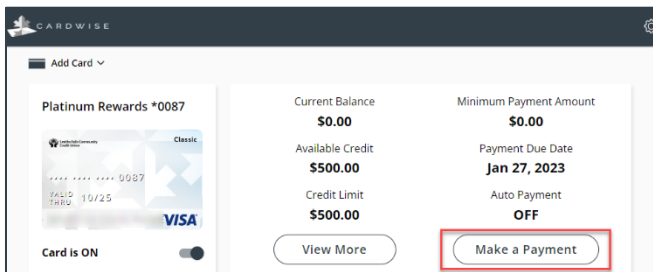 CARDWISE
Add Card
Platinum Rewards *0087
Classic
0087
VALID THRU 10/25
VISA
Card is ON
Current Balance
$0.00
Available Credit
$500.00
Credit Limit
$500.00
View More
Minimum Payment Amount
$0.00
Payment Due Date
Jan 27, 2023
Auto Payment
OFF
Make a Payment